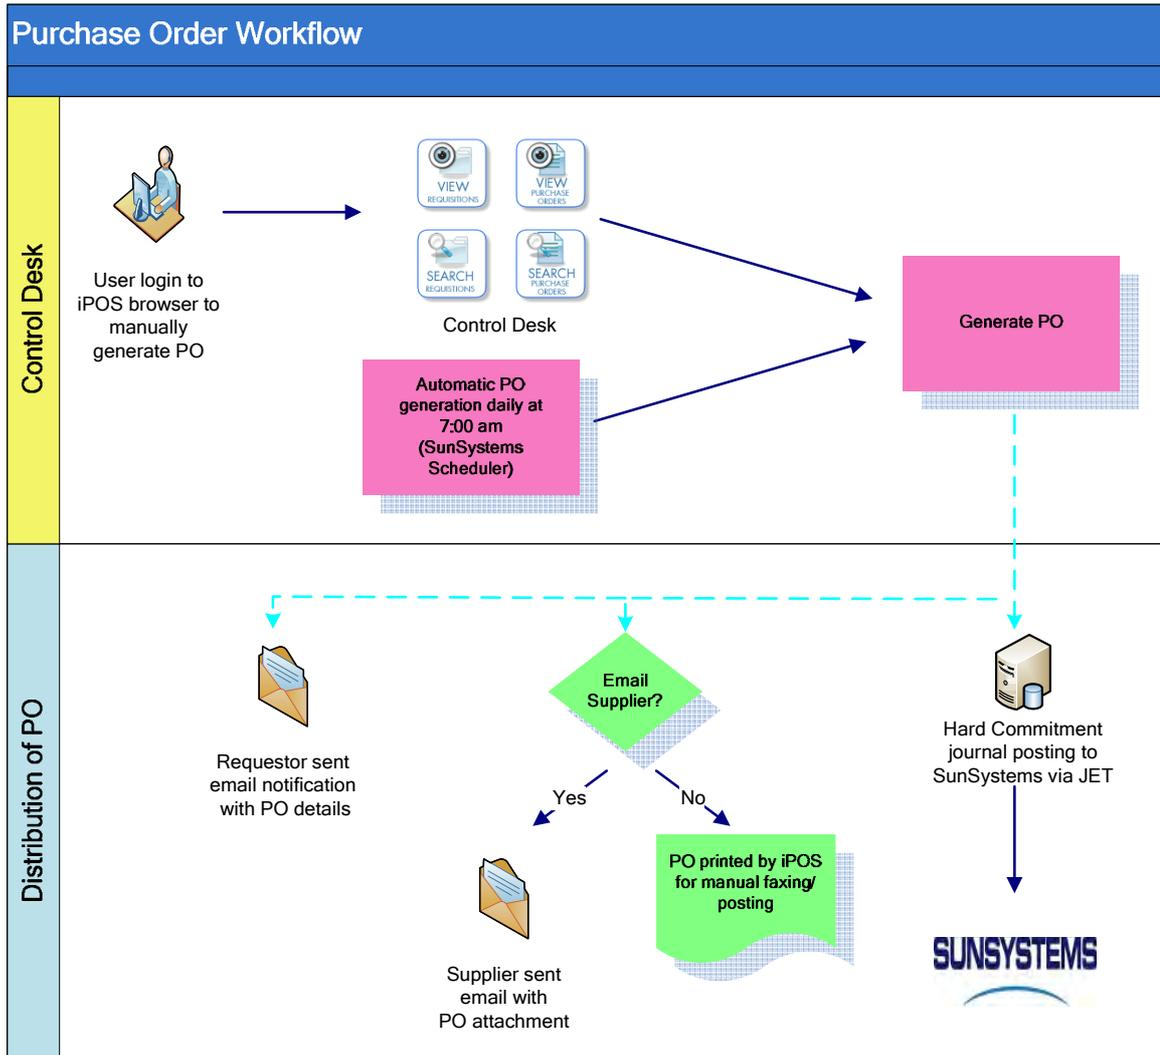 Purchase Order Workflow
Control Desk
VIEW
REQUISITIONS
VIEW
PURCHASE
ORDERS
SEARCH
REQUISTIONS
SEARCH
PURCHASE
ORDERS
User login to
iPOS browser to
manually
generate PO
Control Desk
Generate PO
Automatic PO
generation daily at
7:00 am
(SunSystems
Scheduler)
Distribution of PO
Email
Supplier?
Requestor sent
email notification
with PO details
Hard Commitment
journal posting to
SunSystems via JET
Yes
No
PO printed by iPOS
for manual faxing/
posting
Supplier sent
email with
PO attachment
SUNSYSTEMS